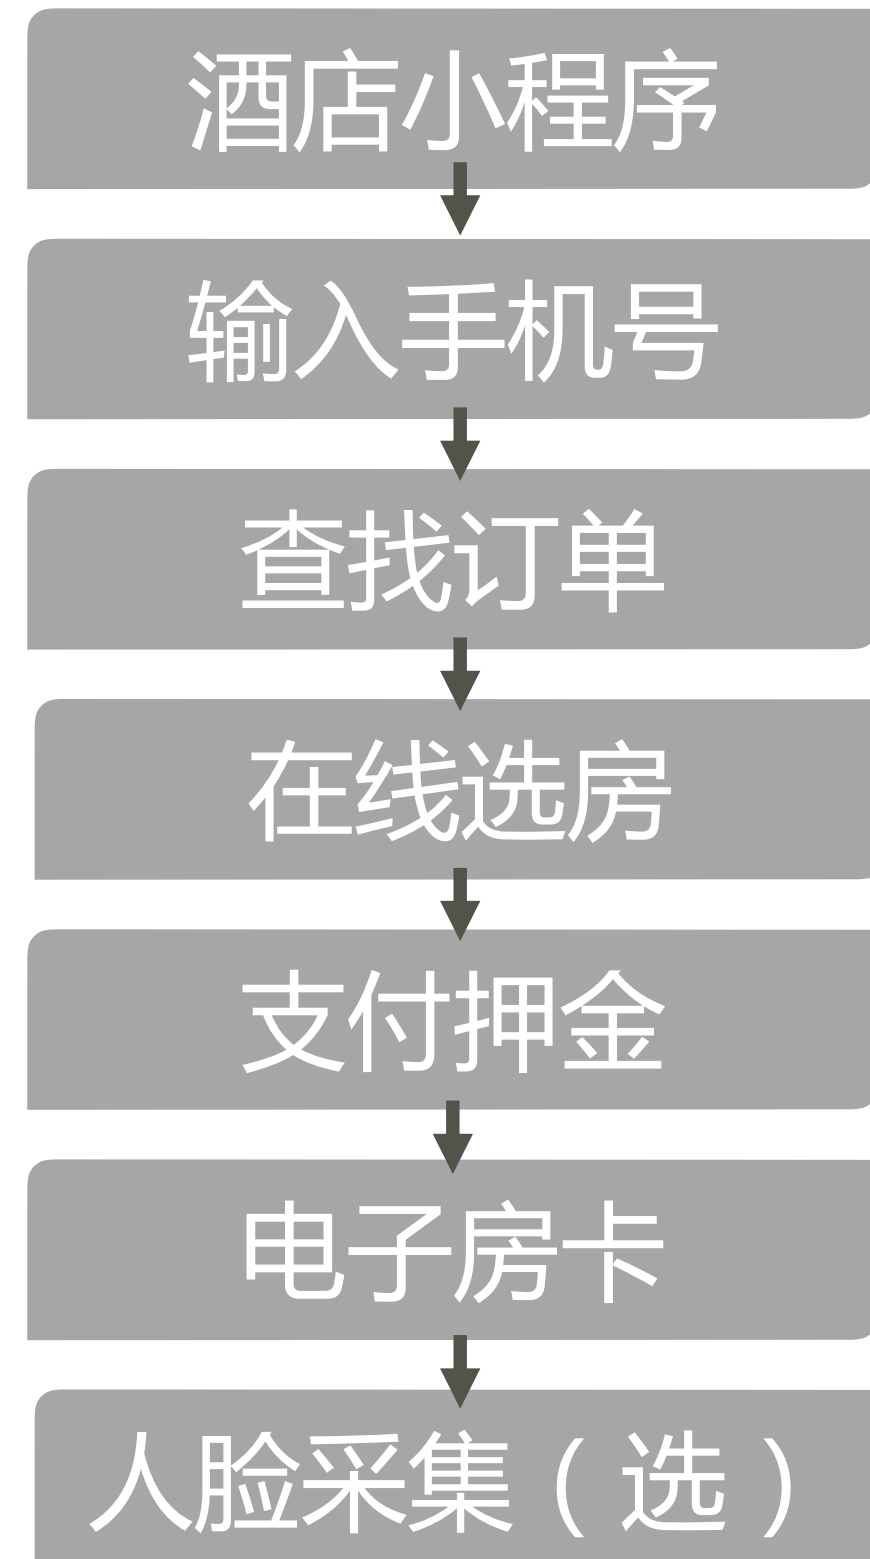 酒店小程序
输入手机号
查找订单
在线选房
支付押金
电子房卡
人脸采集（选）